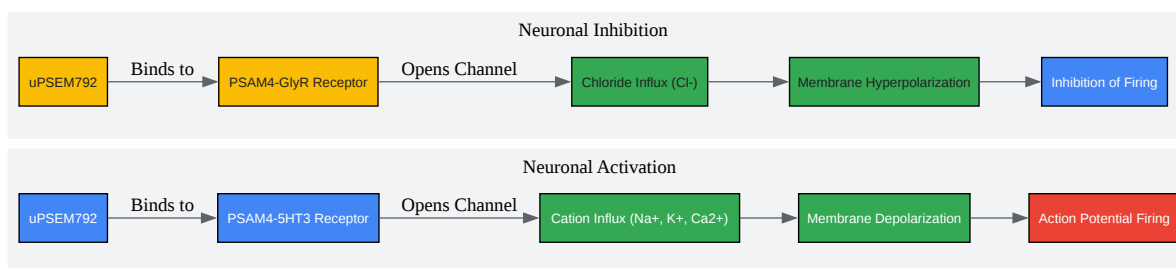 Neuronal Inhibition
uPSEM792
Binds to
PSAM4-GlyR Receptor
Opens Channel
Chloride Influx (Cl-)
Membrane Hyperpolarization
Inhibition of Firing
Neuronal Activation
uPSEM792
Binds to
PSAM4-5HT3 Receptor
Opens Channel
Cation Influx (Na+, K+, Ca2+)
Membrane Depolarization
Action Potential Firing